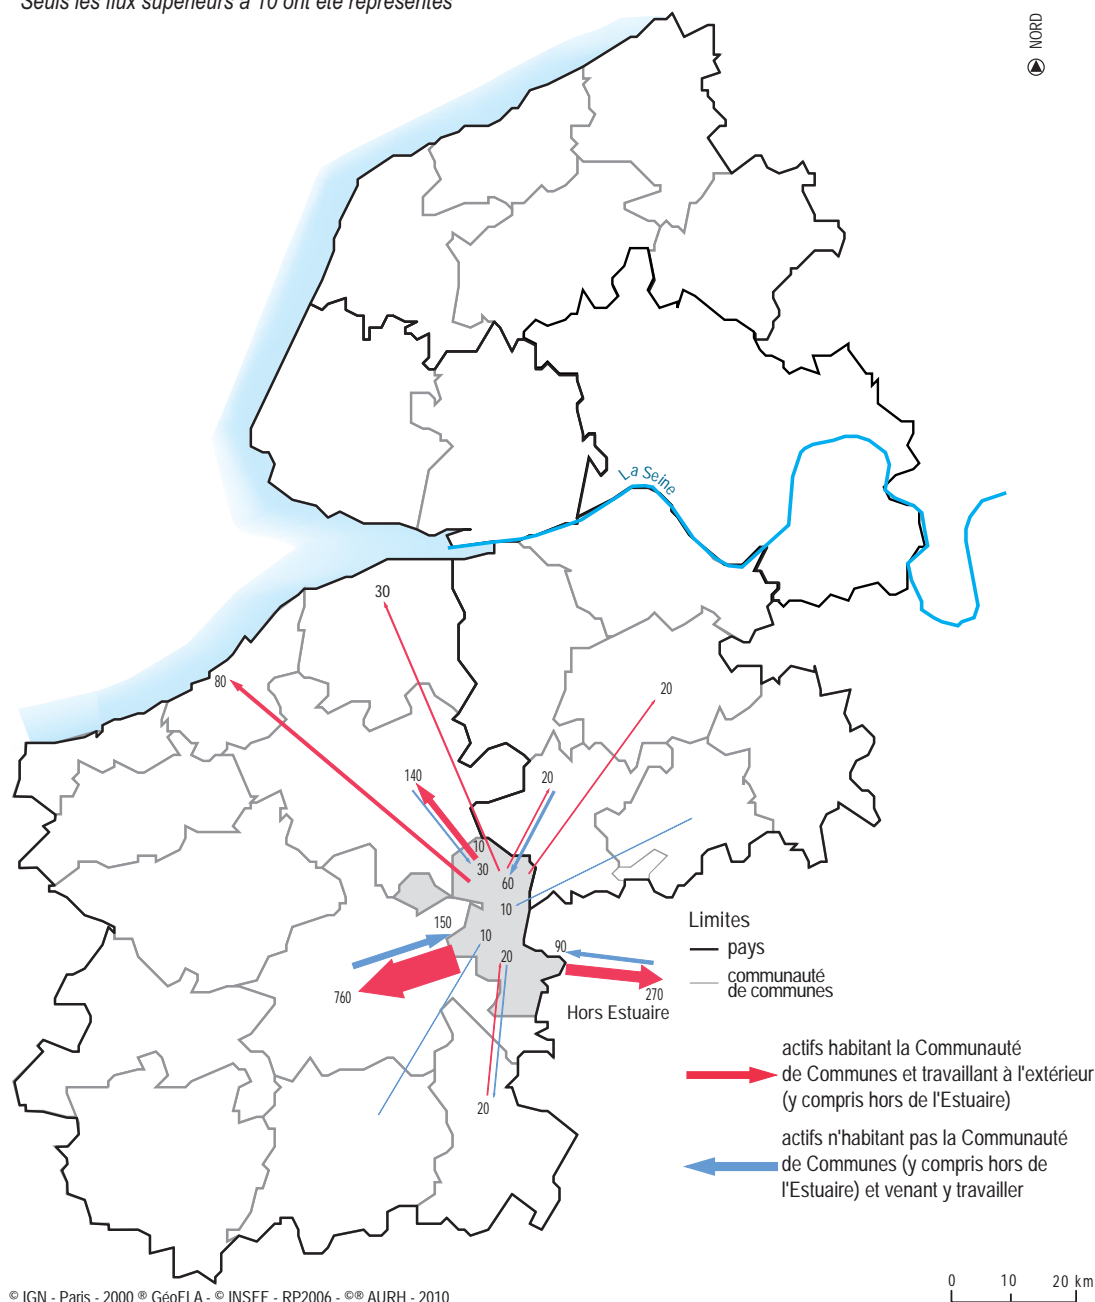 Seuls les flux supérieurs à 10 ont été représentés
NORD
La Seine
30
80
20
140
20
10
30
60
10
150
10
20
90
760
270
Hors Estuaire
20
Limites
pays
communauté
de communes
actifs habitant la Communauté
de Communes et travaillant à l'extérieur
(y compris hors de l'Estuaire)
actifs n'habitant pas la Communauté
de Communes (y compris hors de
l'Estuaire) et venant y travailler
0 10 20 km
© IGN - Paris - 2000 ® GéoFLA - © INSEE - RP2006 - ©® AURH - 2010